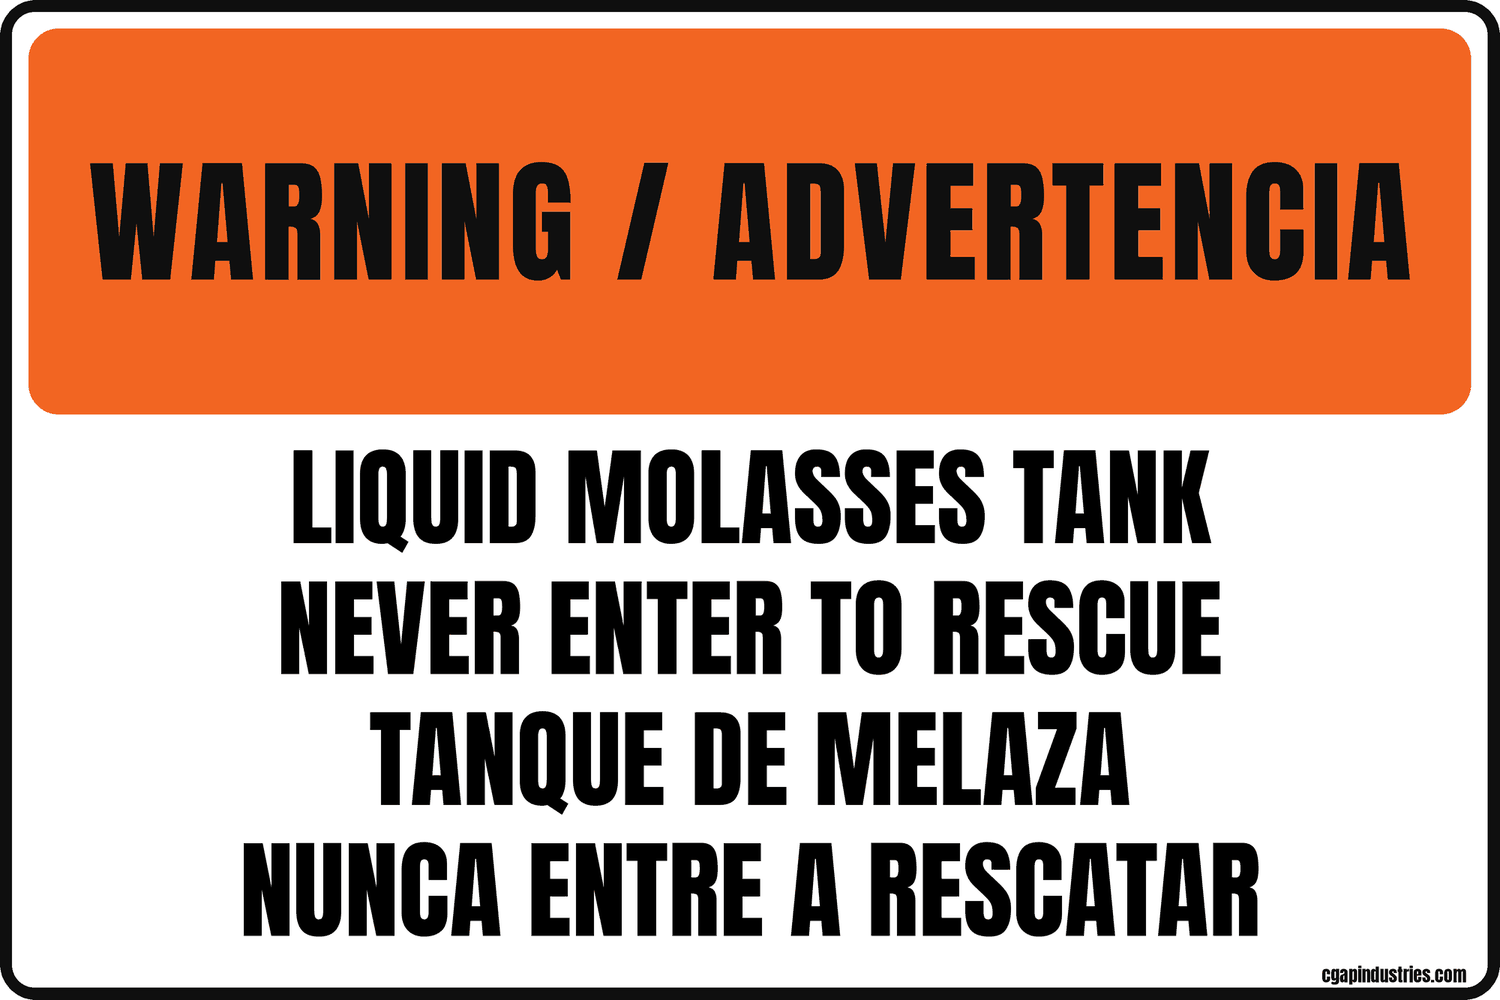 WARNING / ADVERTENCIA
LIQUID MOLASSES TANK
NEVER ENTER TO RESCUE
TANQUE DE MELAZA
NUNCA ENTRE A RESCATAR
cgapindustries.com